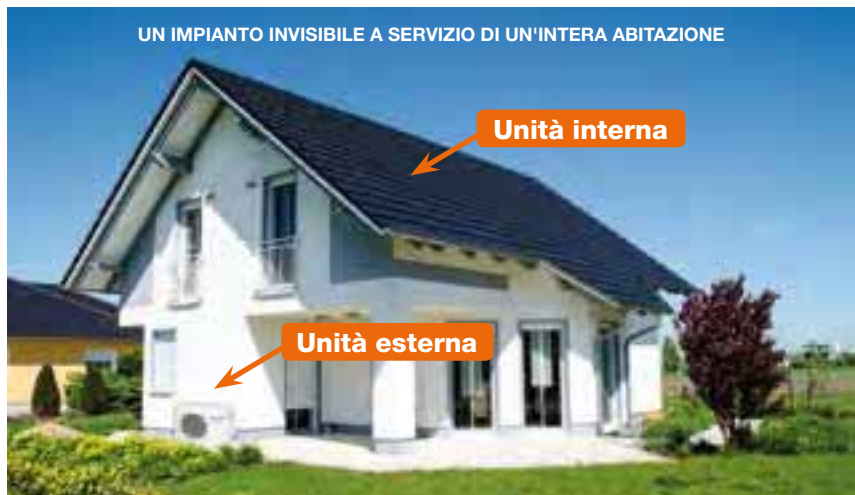 UN IMPIANTO INVISIBILE A SERVIZIO DI UN'INTERA ABITAZIONE
Unità interna
Unità esterna